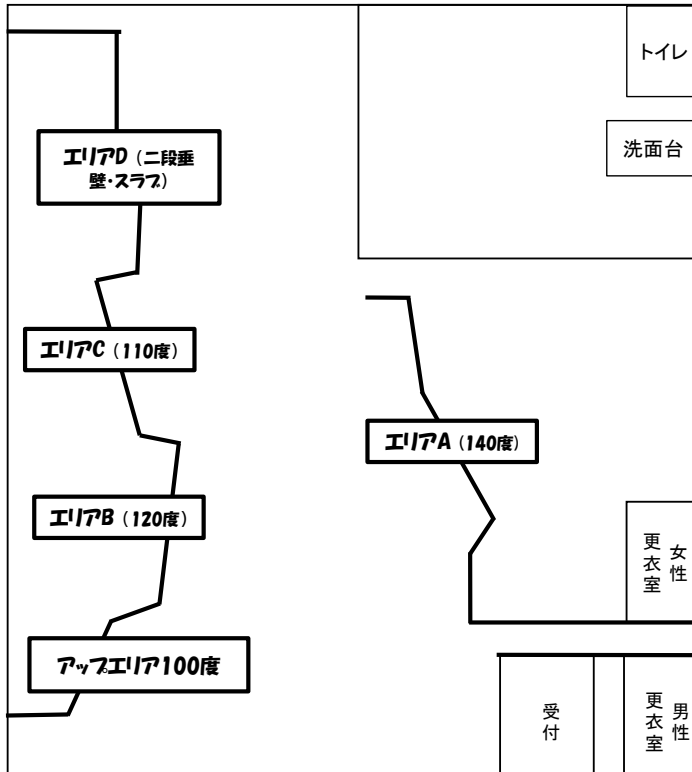 トイレ
洗面台
エリアD（二段垂
壁・スラブ）
エリアC（110度）
エリアA（140度）
エリアB（120度）
女性
更衣室
アップエリア100度
受付
男性
更衣室